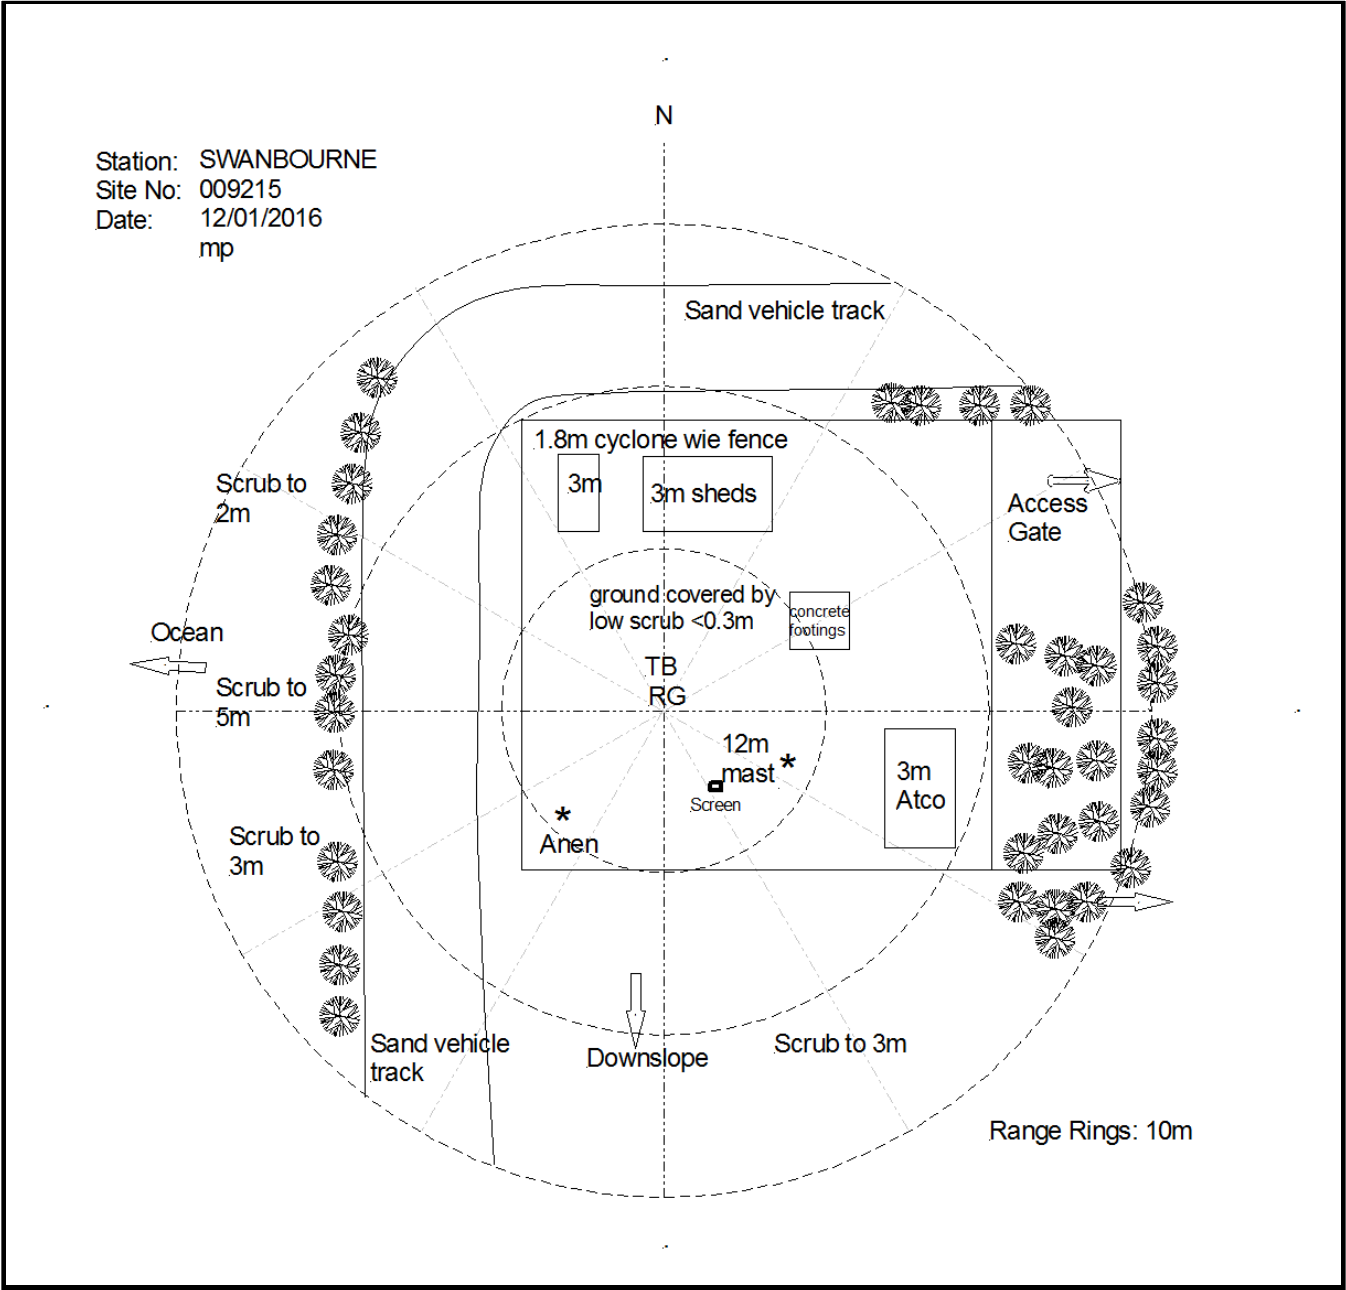 N
Station: SWANBOURNE
Site No: 009215
Date: 12/01/2016
mp
Sand vehicle track
1.8m cyclone wie fence
3m
3m sheds
Scrub to
2m
Access
Gate
ground covered by
low scrub <0.3m
concrete
footings
Ocean
TB
RG
Scrub to
5m
12m
mast *
Screen
3m
Atco
*
Anen
Scrub to
3m
Sand vehicle
track
Downslope
Scrub to 3m
Range Rings: 10m